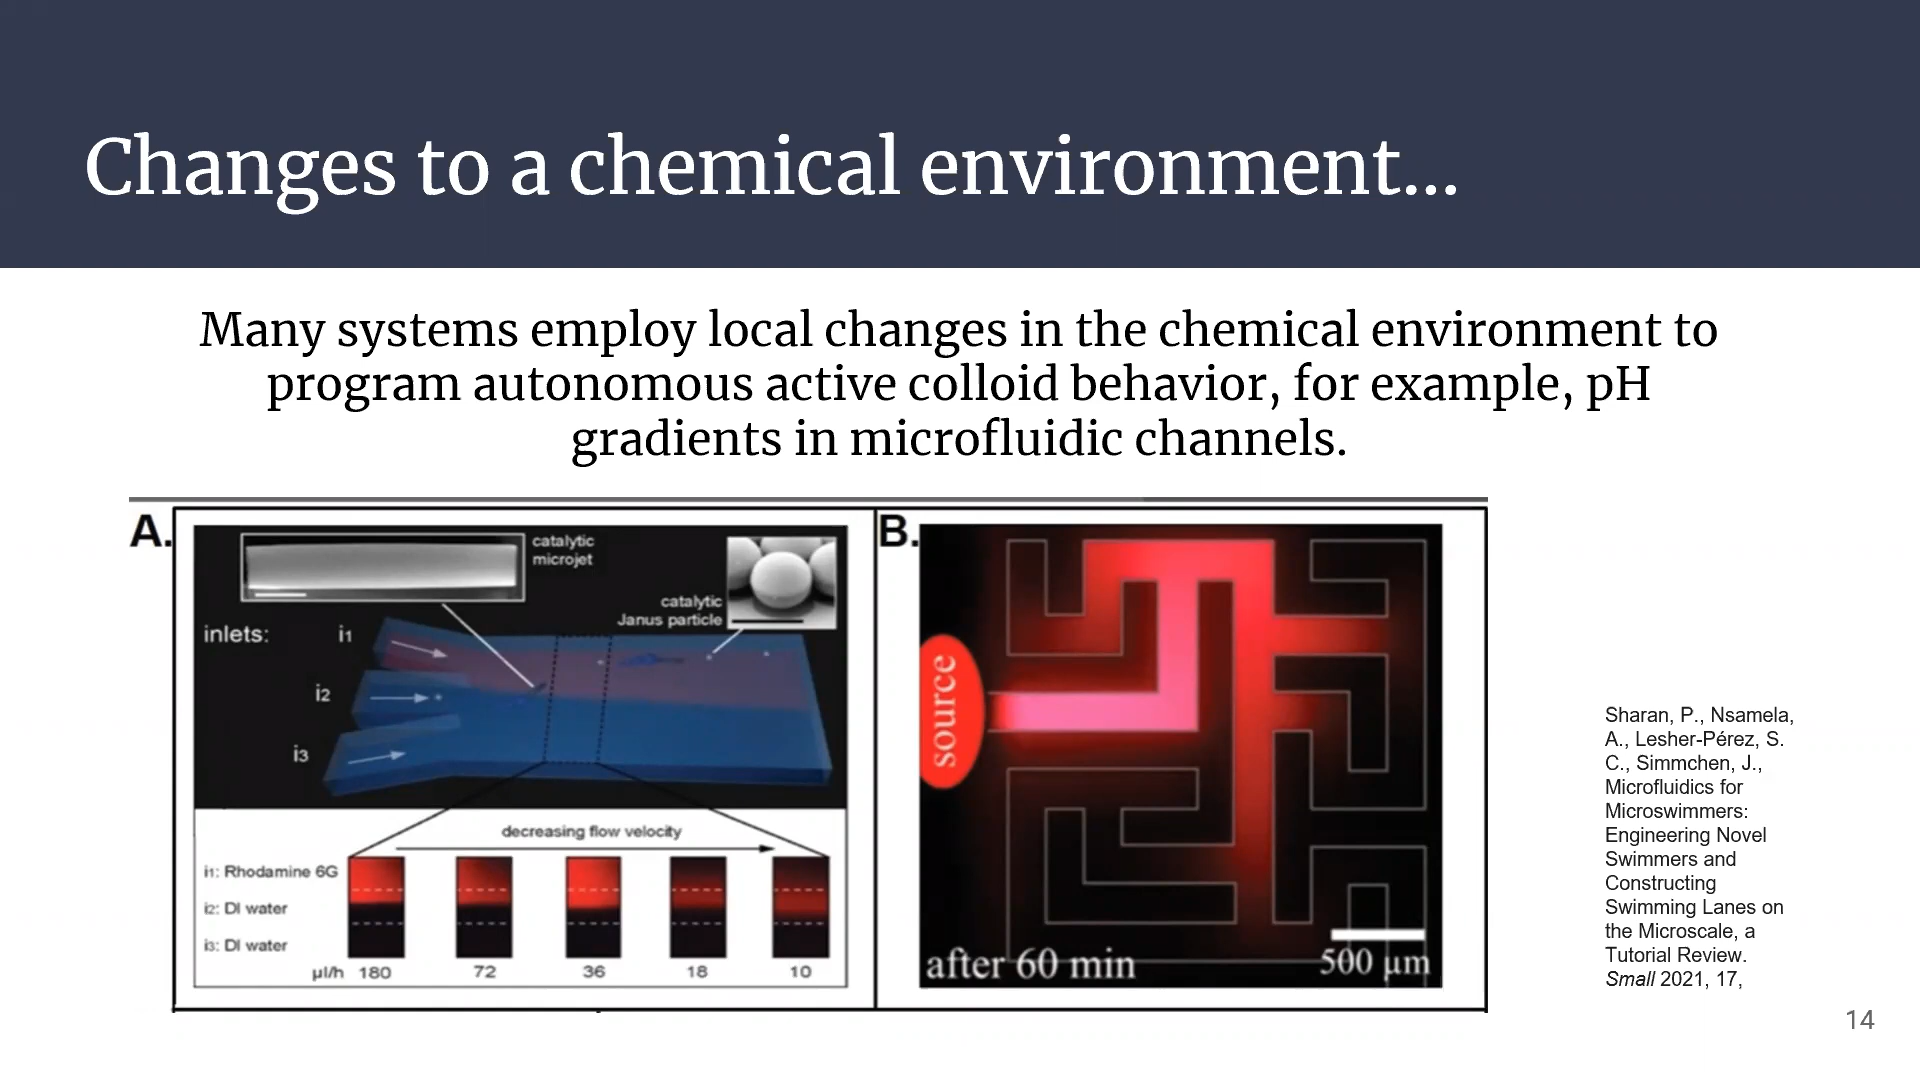 Changes to a chemical environment...
Many systems employ local changes in the chemical environment to
program autonomous active colloid behavior, for example, pH
gradients in microfluidic channels.
A.
catalytic
microjet
catalytic
Janus particle
inlets:
i1
i2
i3
decreasing flow velocity
i1: Rhodamine 6G
i2: DI water
i3: DI water
µl/h 180 72 36 18 10
B.
source
after 60 min
500 µm
Sharan, P., Nsamela,
A., Lesher-Pérez, S.
C., Simmchen, J.,
Microfluidics for
Microswimmers:
Engineering Novel
Swimmers and
Constructing
Swimming Lanes on
the Microscale, a
Tutorial Review.
Small 2021, 17,
14